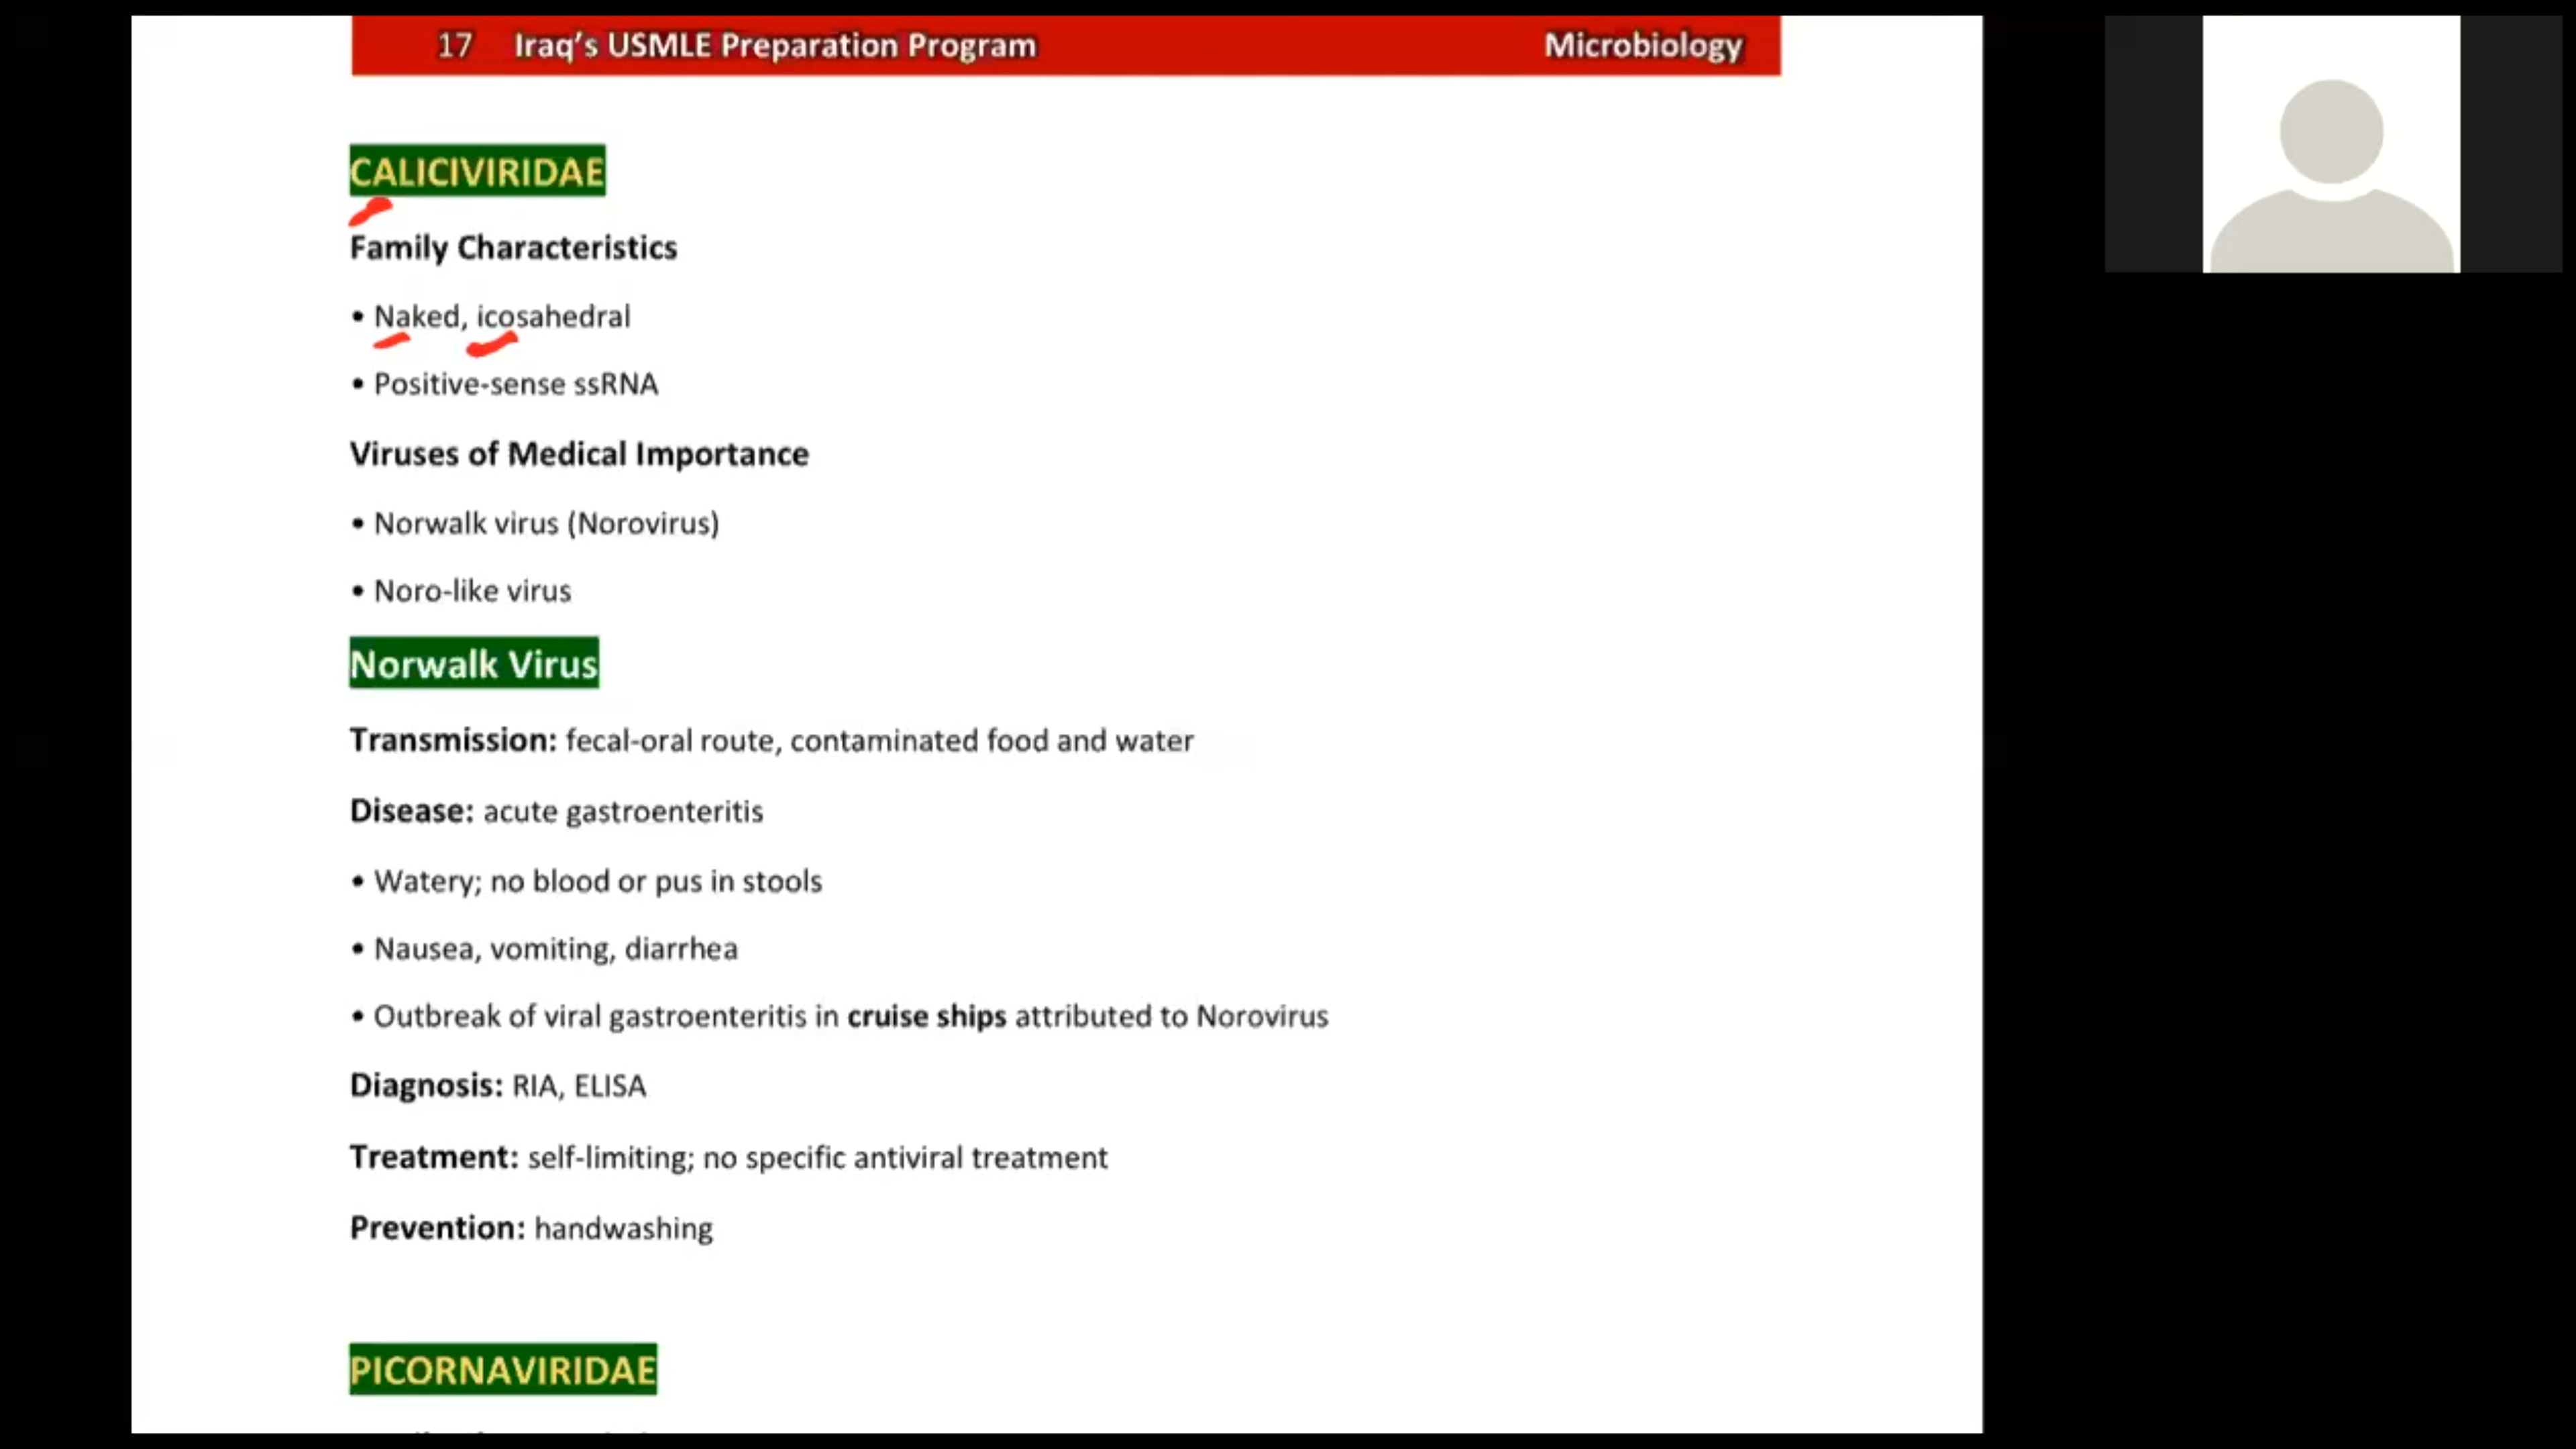 17 Iraq's USMLE Preparation Program Microbiology
CALICIVIRIDAE
Family Characteristics
• Naked, icosahedral
• Positive-sense ssRNA
Viruses of Medical Importance
• Norwalk virus (Norovirus)
• Noro-like virus
Norwalk Virus
Transmission: fecal-oral route, contaminated food and water
Disease: acute gastroenteritis
• Watery; no blood or pus in stools
• Nausea, vomiting, diarrhea
• Outbreak of viral gastroenteritis in cruise ships attributed to Norovirus
Diagnosis: RIA, ELISA
Treatment: self-limiting; no specific antiviral treatment
Prevention: handwashing
PICORNAVIRIDAE